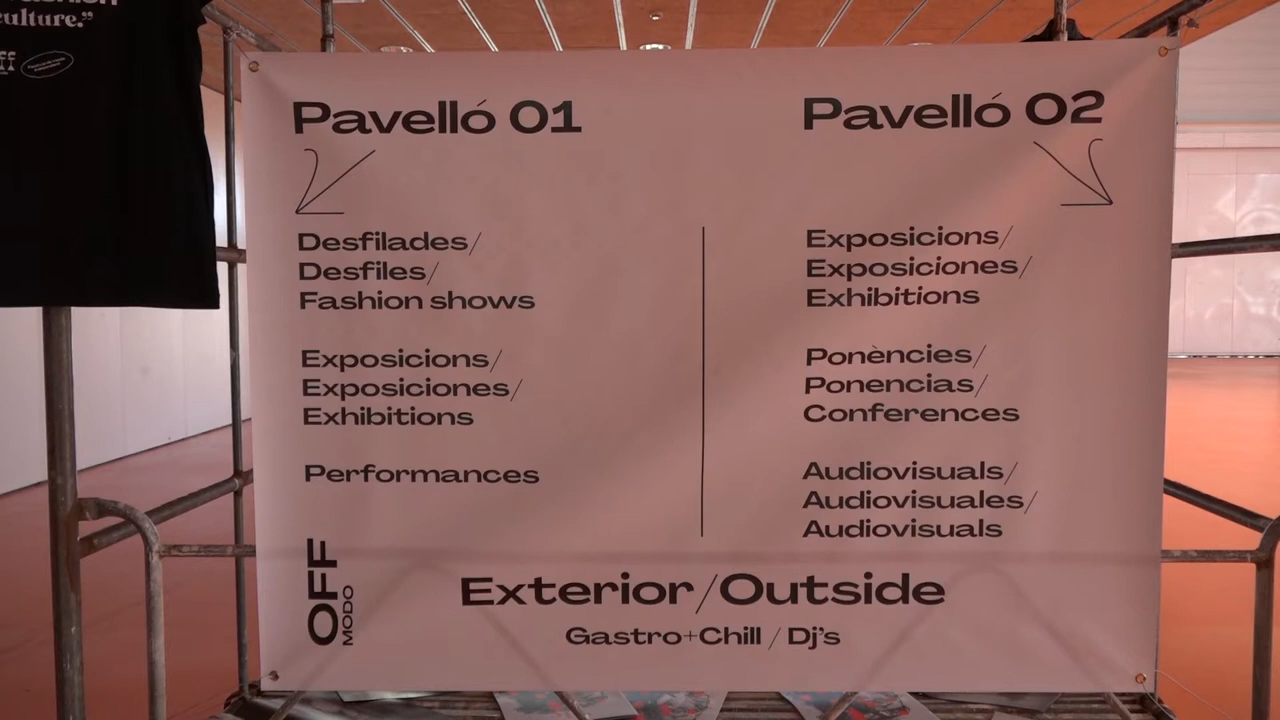 culture.”
Pavelló 01
Desfilades/
Desfiles/
Fashion shows
Exposicions/
Exposiciones/
Exhibitions
Performances
Pavelló 02
Exposicions/
Exposiciones/
Exhibitions
Ponències/
Ponencias/
Conferences
Audiovisuals/
Audiovisuales/
Audiovisuals
OFF
MODO
Exterior/Outside
Gastro+Chill / Dj’s